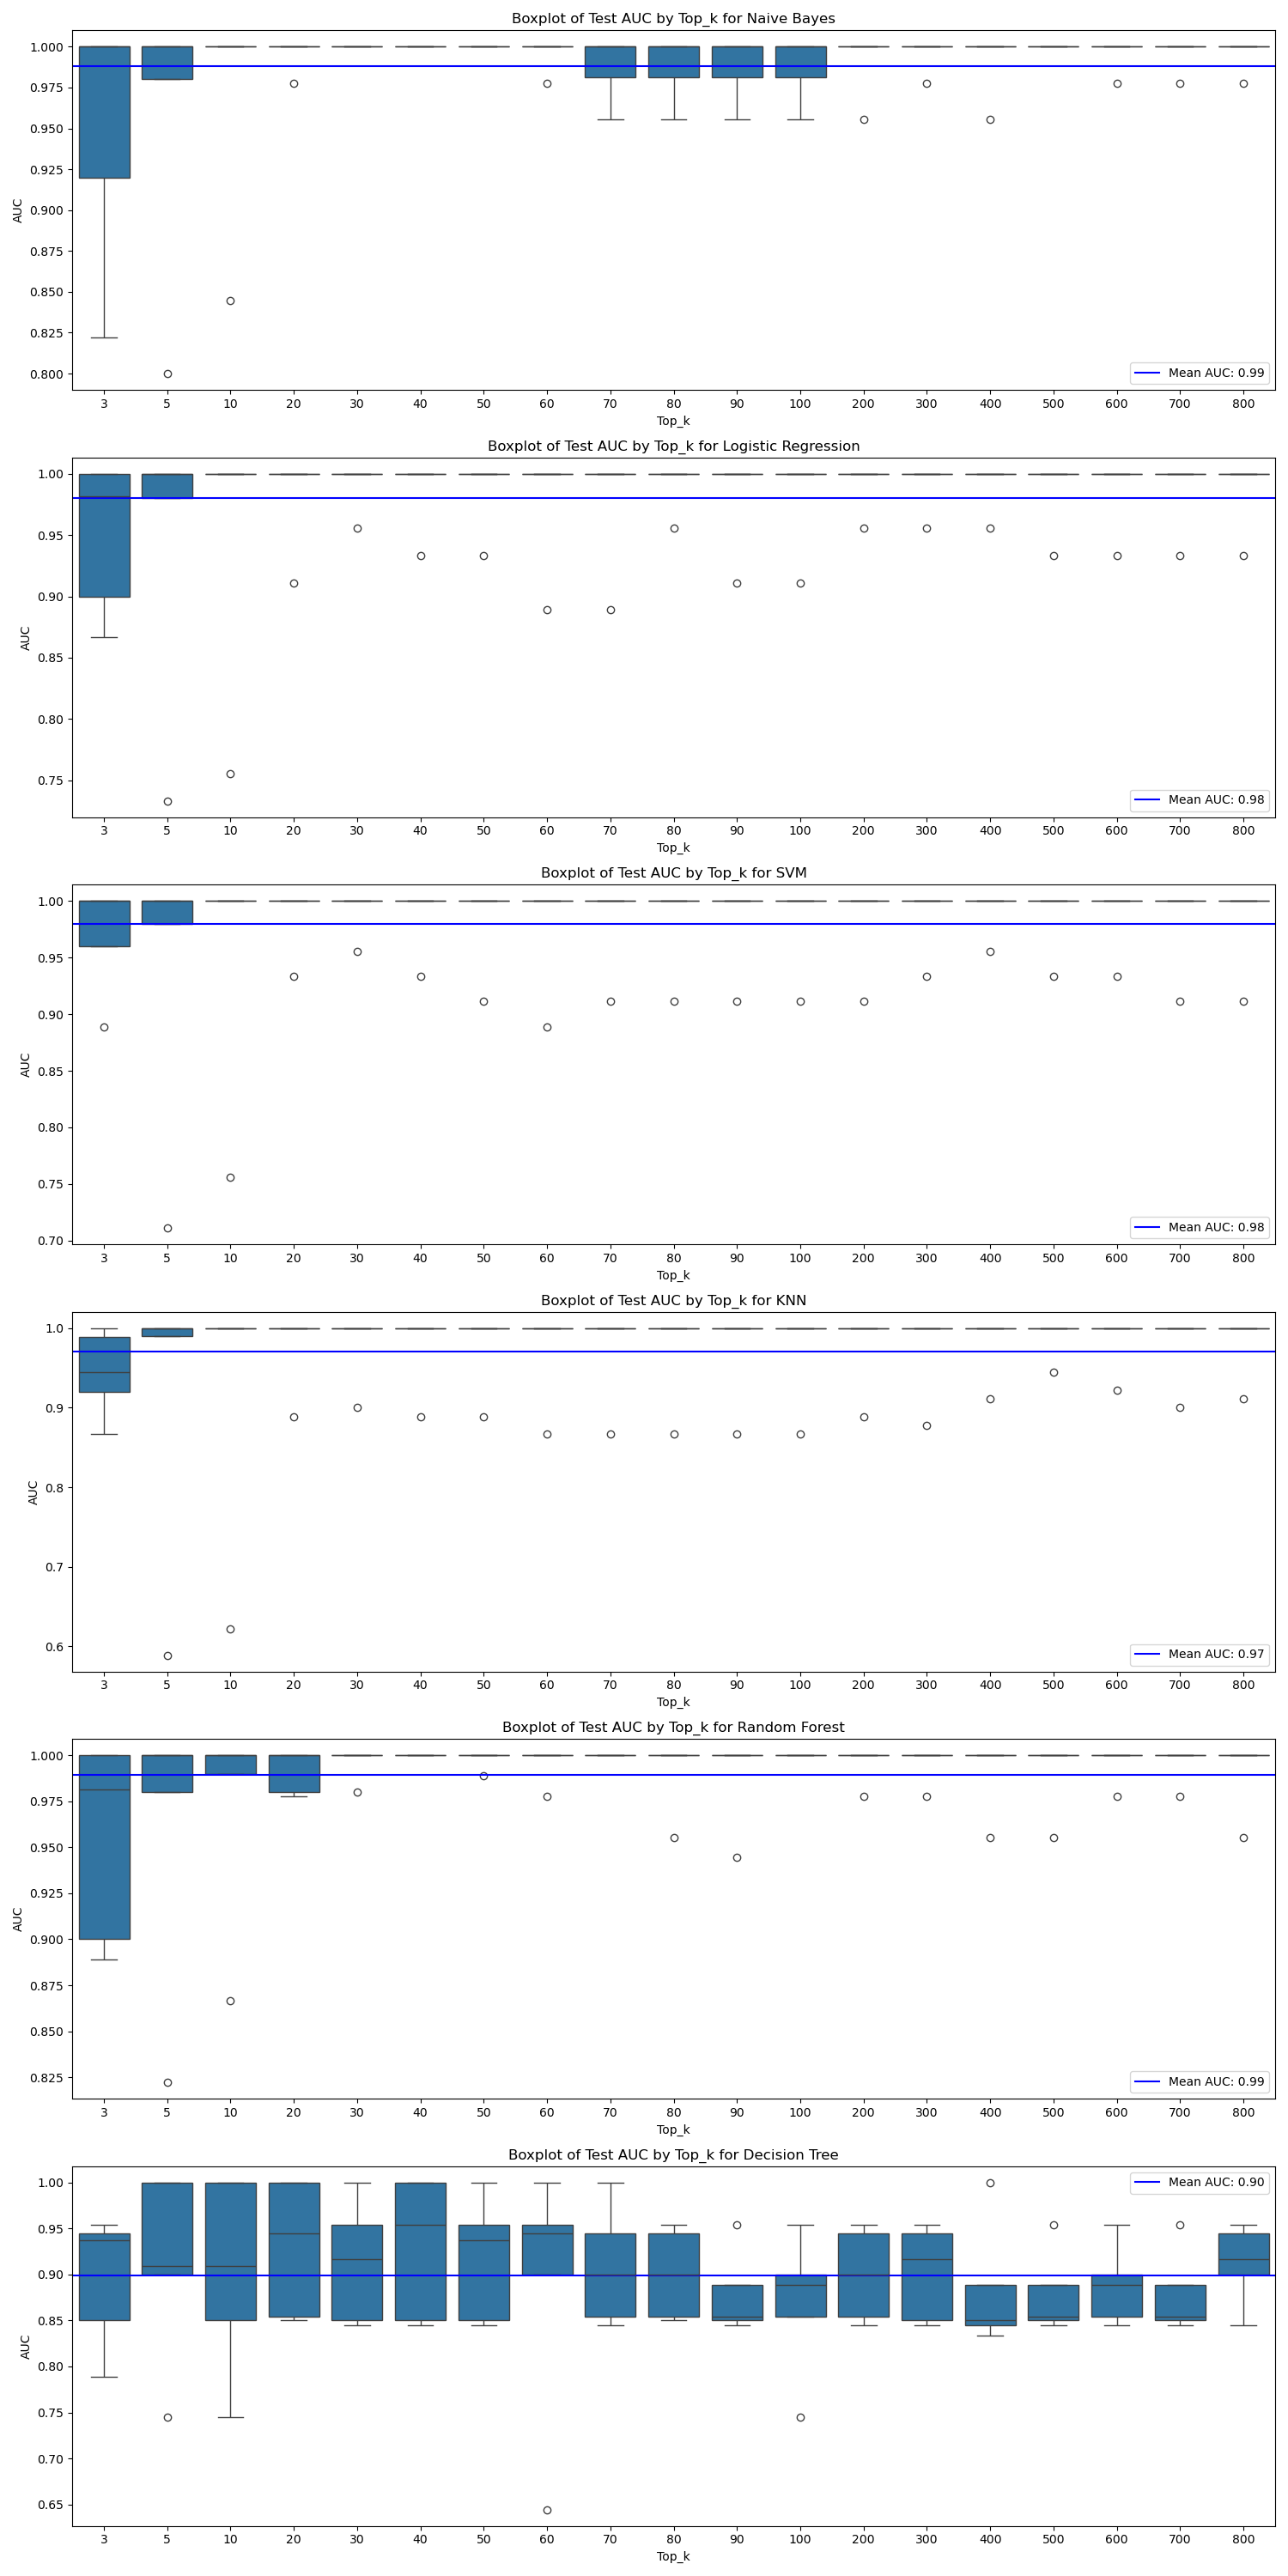 Boxplot of Test AUC by Top_k for Naive Bayes
1.000
0.975
0.950
0.925
0.900
0.875
0.850
0.825
0.800
AUC
Mean AUC: 0.99
3 5 10 20 30 40 50 60 70 80 90 100 200 300 400 500 600 700 800
Top_k
Boxplot of Test AUC by Top_k for Logistic Regression
1.00
0.95
0.90
0.85
0.80
0.75
AUC
Mean AUC: 0.98
3 5 10 20 30 40 50 60 70 80 90 100 200 300 400 500 600 700 800
Top_k
Boxplot of Test AUC by Top_k for SVM
1.00
0.95
0.90
0.85
0.80
0.75
0.70
AUC
Mean AUC: 0.98
3 5 10 20 30 40 50 60 70 80 90 100 200 300 400 500 600 700 800
Top_k
Boxplot of Test AUC by Top_k for KNN
1.0
0.9
0.8
0.7
0.6
AUC
Mean AUC: 0.97
3 5 10 20 30 40 50 60 70 80 90 100 200 300 400 500 600 700 800
Top_k
Boxplot of Test AUC by Top_k for Random Forest
1.000
0.975
0.950
0.925
0.900
0.875
0.850
0.825
AUC
Mean AUC: 0.99
3 5 10 20 30 40 50 60 70 80 90 100 200 300 400 500 600 700 800
Top_k
Boxplot of Test AUC by Top_k for Decision Tree
Mean AUC: 0.90
1.00
0.95
0.90
0.85
0.80
0.75
0.70
0.65
AUC
3 5 10 20 30 40 50 60 70 80 90 100 200 300 400 500 600 700 800
Top_k